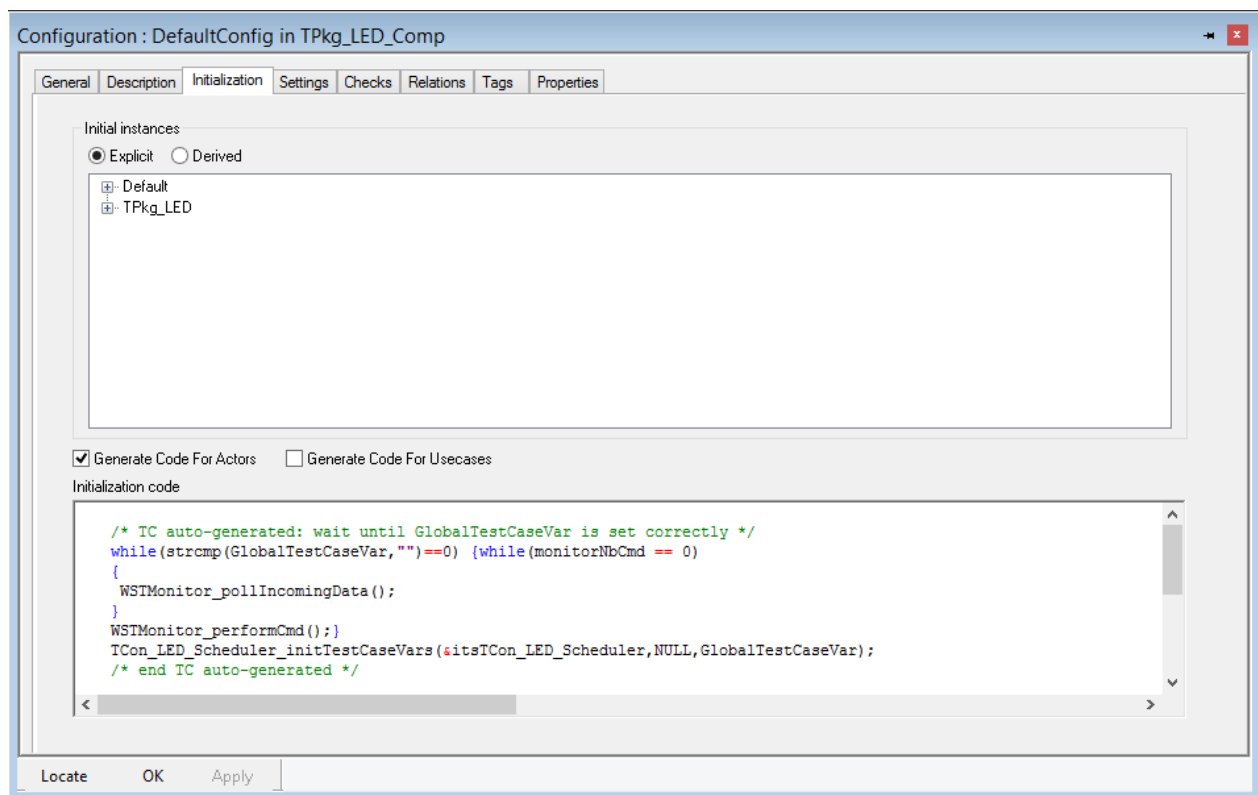 Configuration : DefaultConfig in TPkg_LED_Comp
General Description Initialization Settings Checks Relations Tags Properties
Initial instances
Explicit Derived
Default
TPkg_LED
Generate Code For Actors Generate Code For Usecases
Initialization code
/* TC auto-generated: wait until GlobalTestCaseVar is set correctly */
while(strcmp(GlobalTestCaseVar,"")==0) {while(monitorNbCmd == 0)
{
WSTMonitor_pollIncomingData();
}
WSTMonitor_performCmd();}
TCon_LED_Scheduler_initTestCaseVars(&itsTCon_LED_Scheduler,NULL,GlobalTestCaseVar);
/* end TC auto-generated */
Locate OK Apply